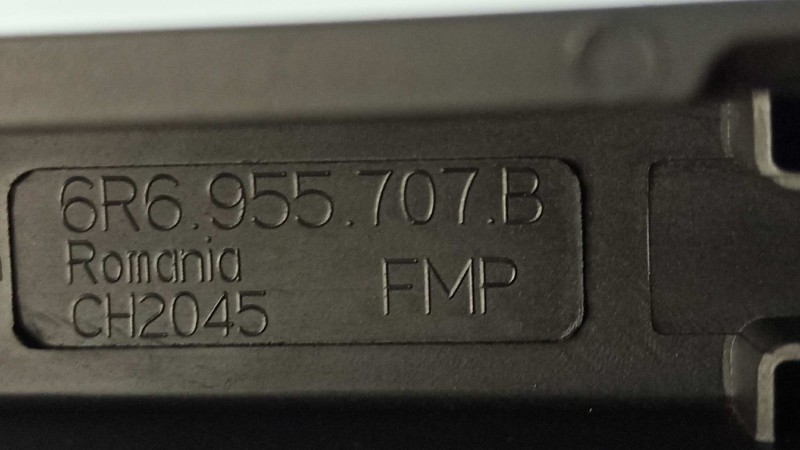 6R6.955.707.B
Romania
CH2045
FMP